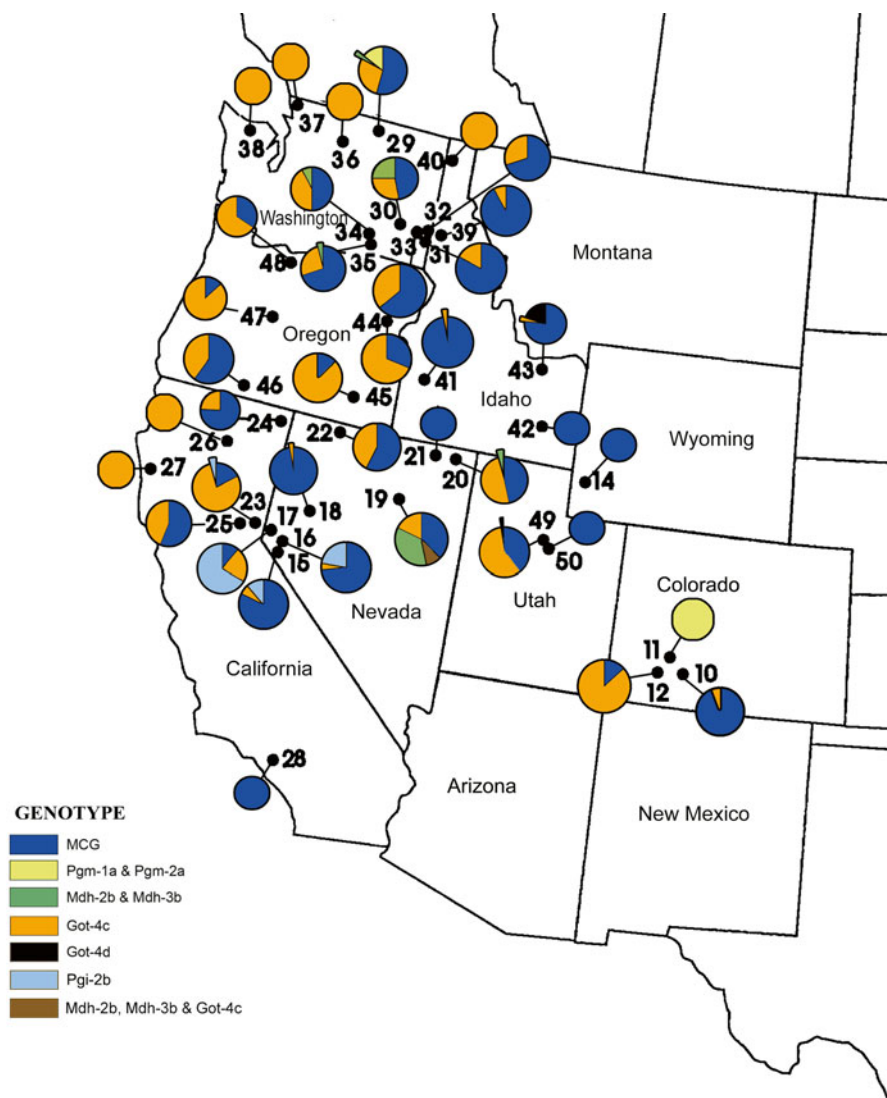 37
38
36
29
40
Washington
30
32
34
33
39
31
35
48
Montana
47
Oregon
44
43
41
46
45
Idaho
42
Wyoming
24
26
22
21
20
14
27
23
19
18
25
17
16
15
49
50
Nevada
Utah
Colorado
11
10
12
California
28
Arizona
New Mexico
GENOTYPE
MCG
Pgm-1a & Pgm-2a
Mdh-2b & Mdh-3b
Got-4c
Got-4d
Pgi-2b
Mdh-2b, Mdh-3b & Got-4c